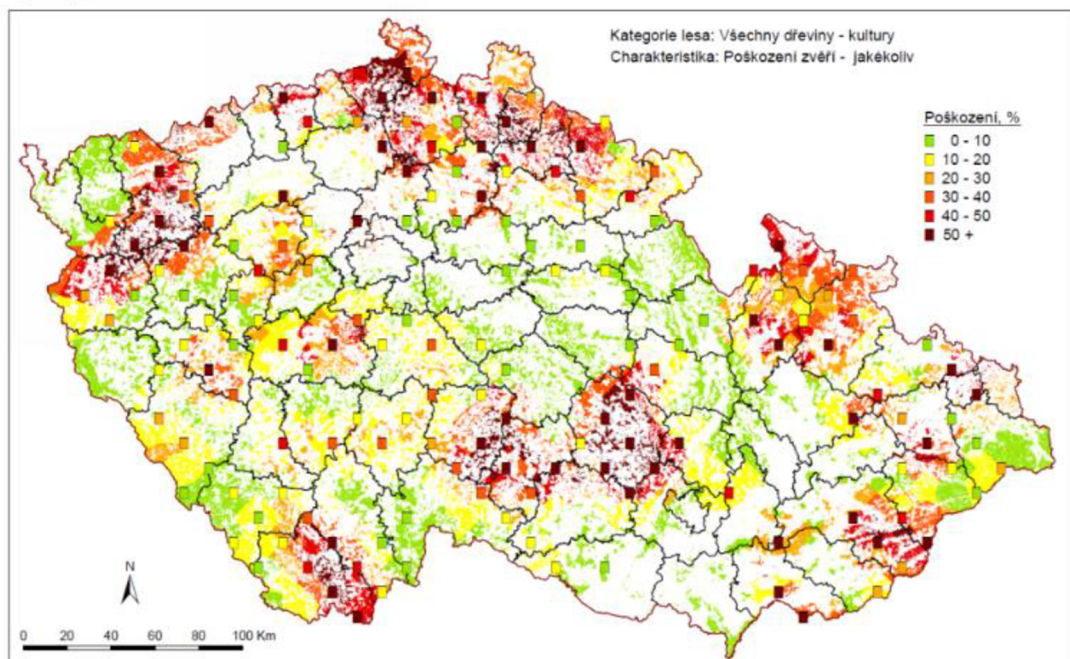 Kategorie lesa: Všechny dřeviny - kultury
Charakteristika: Poškození zvěří - jakékoliv
Poškození, %
0 - 10
10 - 20
20 - 30
30 - 40
40 - 50
50 +
N
0 20 40 60 80 100 Km